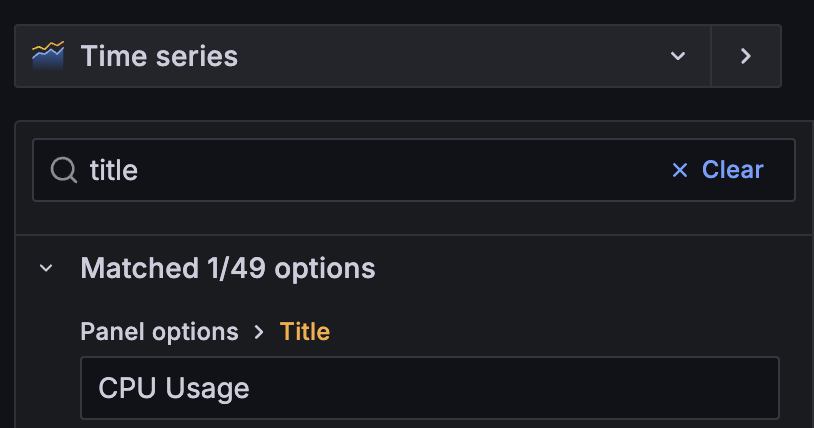 Time series
title
Clear
Matched 1/49 options
Panel options > Title
CPU Usage